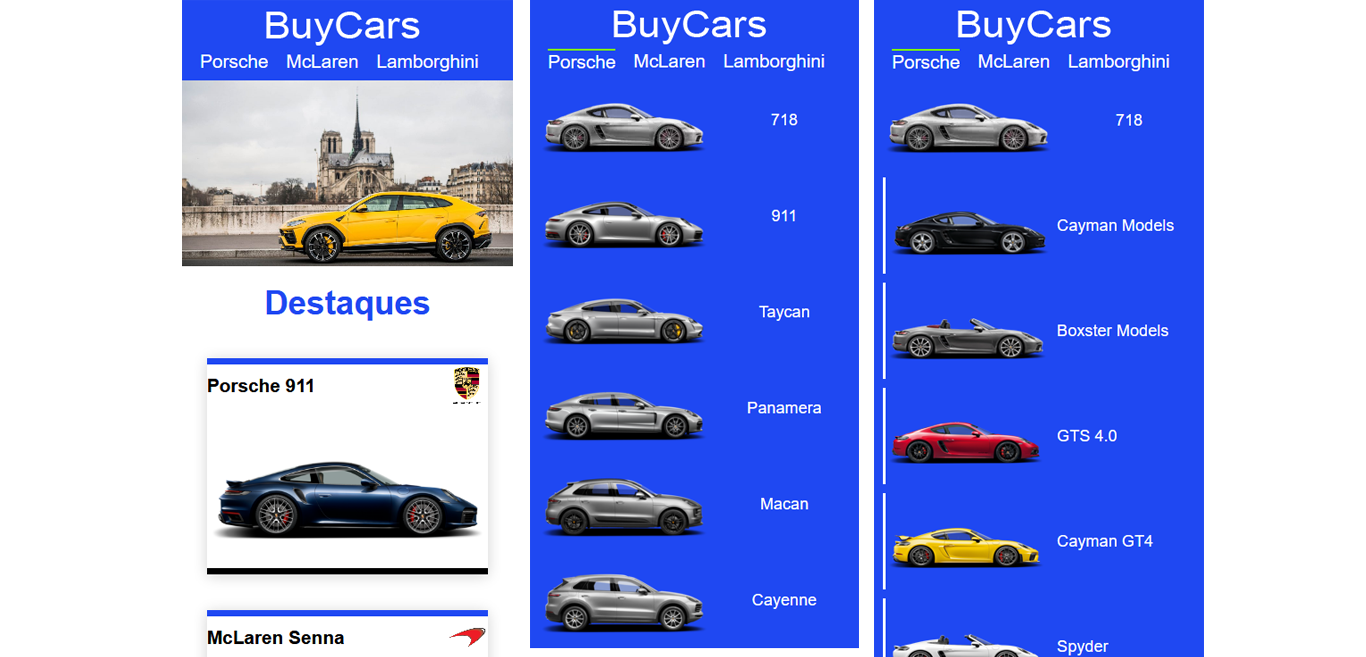 BuyCars
Porsche McLaren Lamborghini
Destaques
Porsche 911
McLaren Senna
BuyCars
Porsche McLaren Lamborghini
718
911
Taycan
Panamera
Macan
Cayenne
BuyCars
Porsche McLaren Lamborghini
718
Cayman Models
Boxster Models
GTS 4.0
Cayman GT4
Spyder